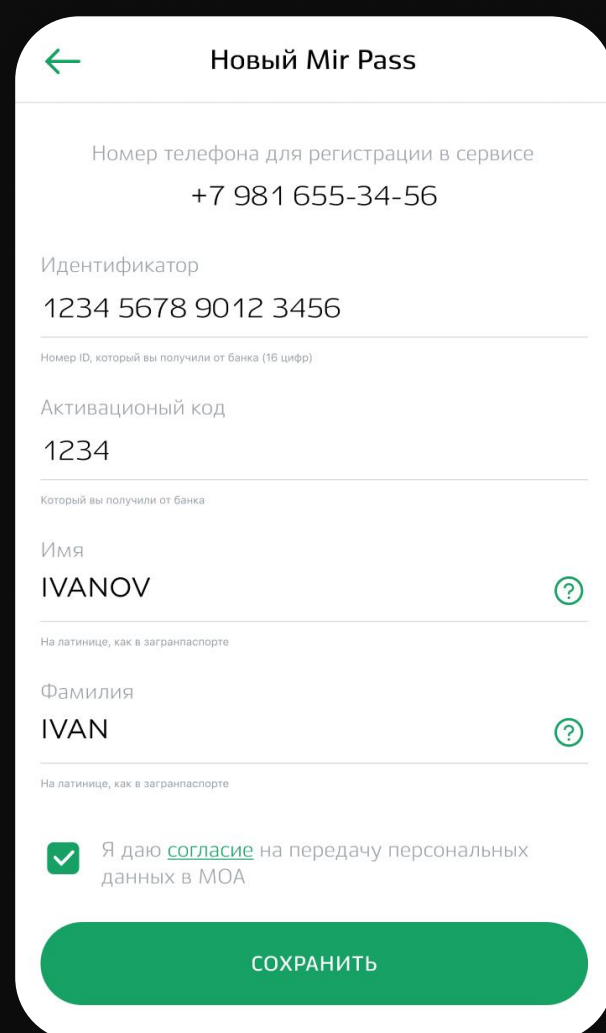 Новый Mir Pass
Номер телефона для регистрации в сервисе
+7 981 655-34-56
Идентификатор
1234 5678 9012 3456
Номер ID, который вы получили от банка (16 цифр)
Активационый код
1234
Который вы получили от банка
Имя
IVANOV
?
На латинице, как в загранпаспорте
Фамилия
IVAN
?
На латинице, как в загранпаспорте
Я даю согласие на передачу персональных
данных в МОА
СОХРАНИТЬ